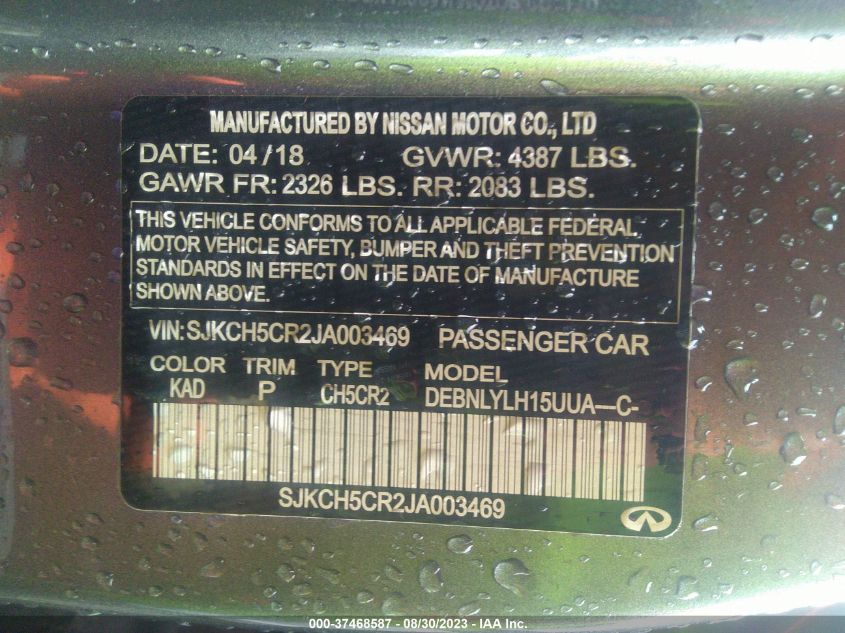 MANUFACTURED BY NISSAN MOTOR CO., LTD
DATE: 04/18 GVWR: 4387 LBS.
GAWR FR: 2326 LBS. RR: 2083 LBS.
THIS VEHICLE CONFORMS TO ALL APPLICABLE FEDERAL
MOTOR VEHICLE SAFETY, BUMPER AND THEFT PREVENTION
STANDARDS IN EFFECT ON THE DATE OF MANUFACTURE
SHOWN ABOVE.
VIN: SJKCH5CR2JA003469 PASSENGER CAR
COLOR TRIM TYPE MODEL
KAD P CH5CR2 DEBNLYLH15UUA—C-
SJKCH5CR2JA003469
000-37468587 - 08/30/2023 - IAA Inc.